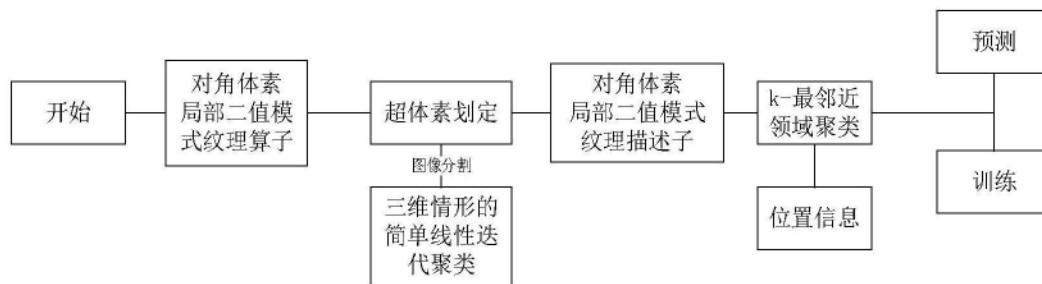 开始
对角体素
局部二值模
式纹理算子
超体素划定
图像分割
三维情形的
简单线性迭
代聚类
对角体素
局部二值模式
纹理描述子
k-最邻近
领域聚类
位置信息
预测
训练